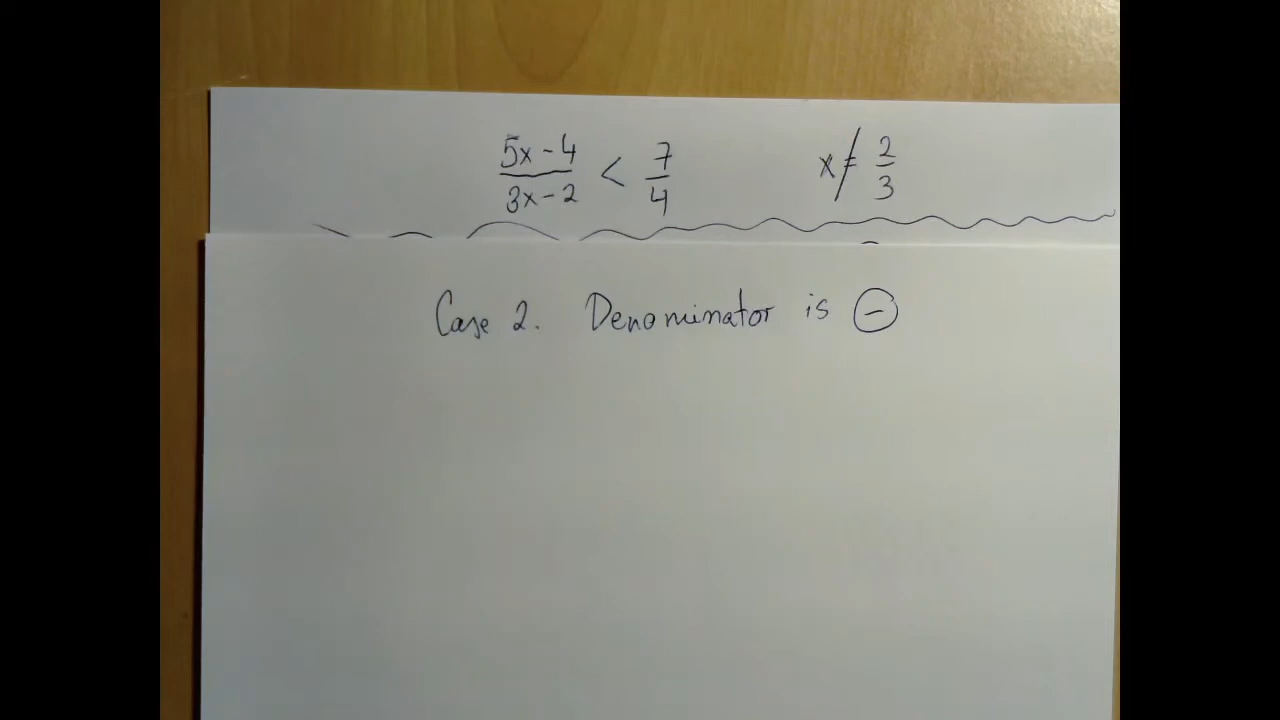 5x-4/3x-2 < 7/4 x ≠ 2/3
Case 2. Denominator is ⊖